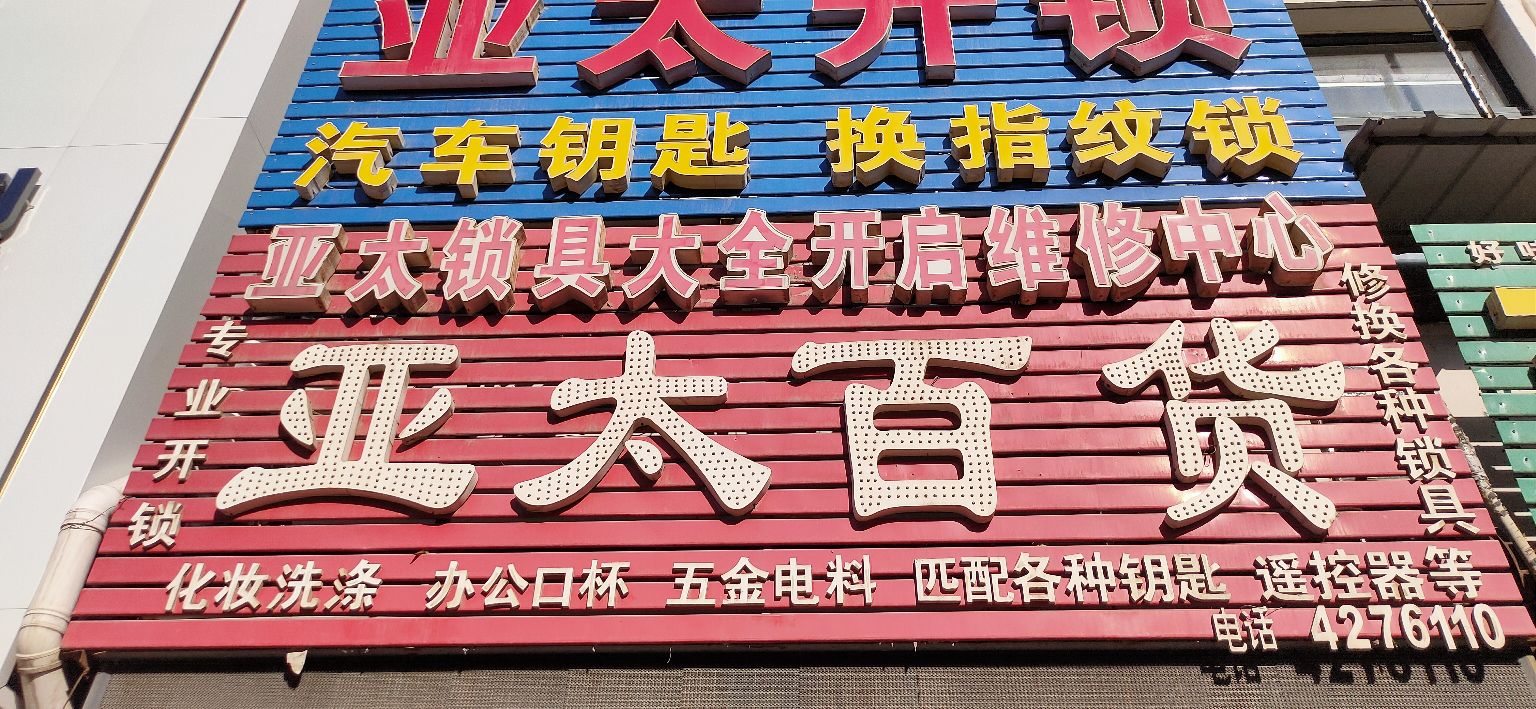 亚太开锁
汽车钥匙 换指纹锁
亚太锁具大全开启维修中心
专业开锁
亚太百货
修换各种锁具
化妆洗涤 办公口杯 五金电料 匹配各种钥匙 遥控器等
电话 4276110
好